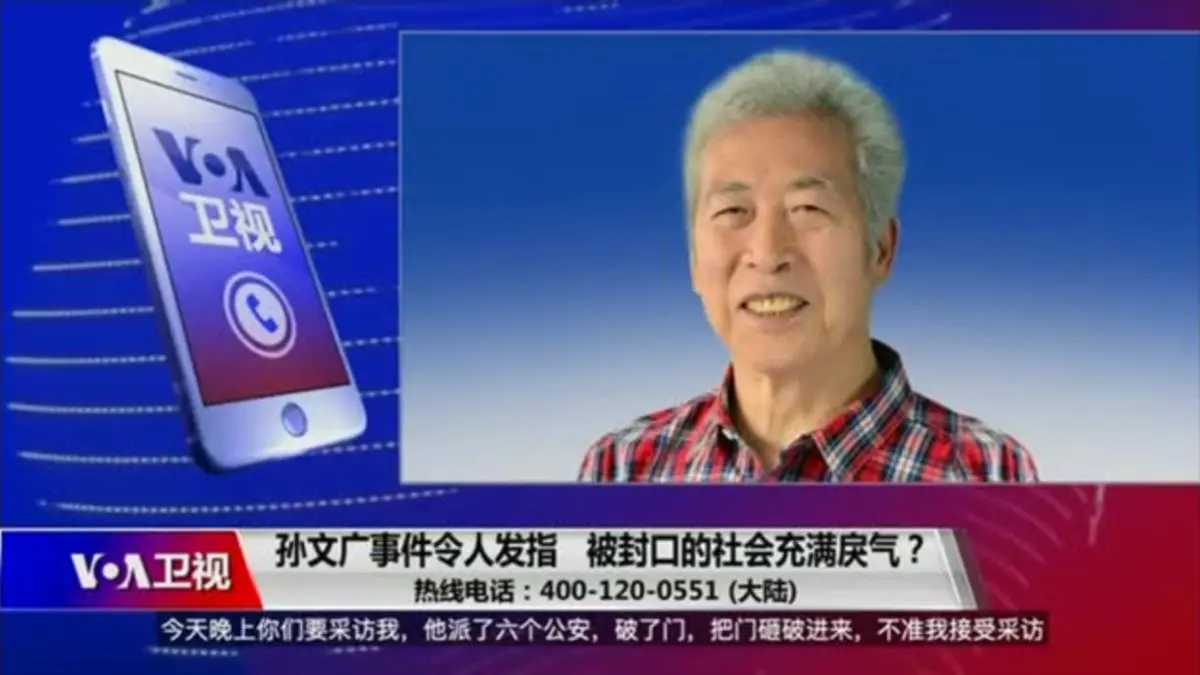 VOA
卫视
孙文广事件令人发指 被封口的社会充满戾气？
VOA卫视
热线电话：400-120-0551 (大陆)
今天晚上你们要采访我，他派了六个公安，破了门，把门砸破进来，不准我接受采访